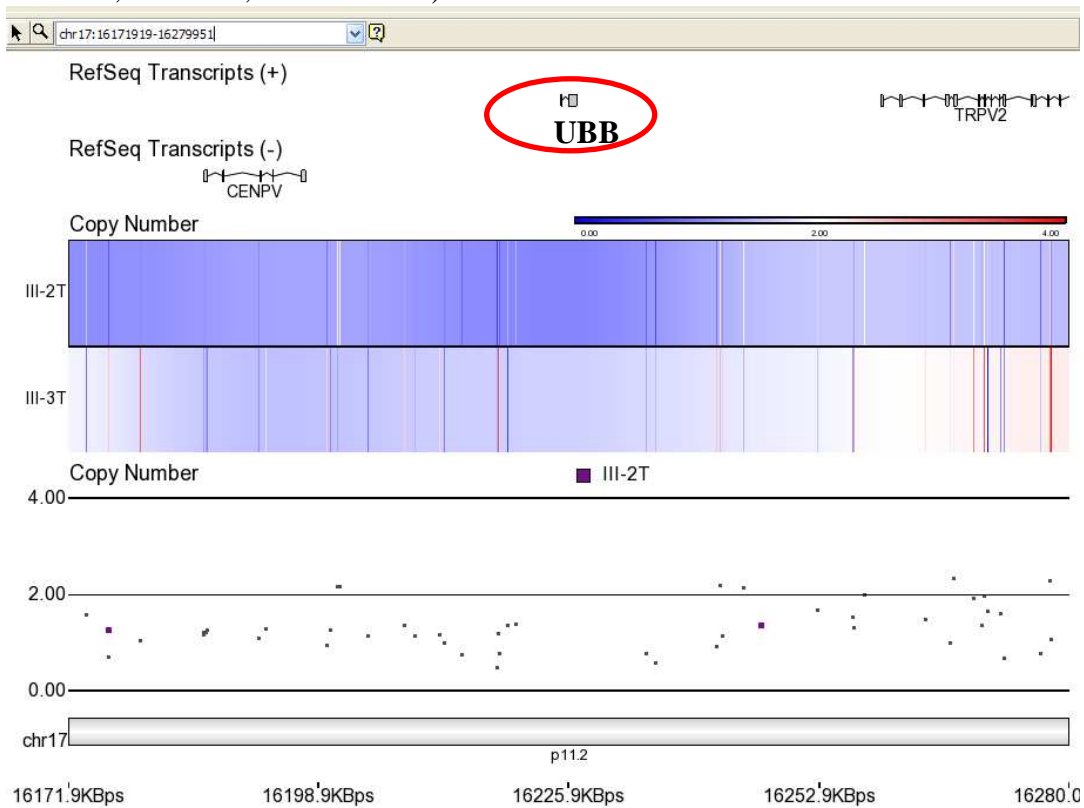 chr17:16171919-16279951
RefSeq Transcripts (+)
UBB
TRPV2
RefSeq Transcripts (-)
CENPV
Copy Number
0.00 2.00 4.00
III-2T
III-3T
Copy Number
III-2T
4.00
2.00
0.00
chr17
p11.2
16171.9KBps 16198.9KBps 16225.9KBps 16252.9KBps 16280.0